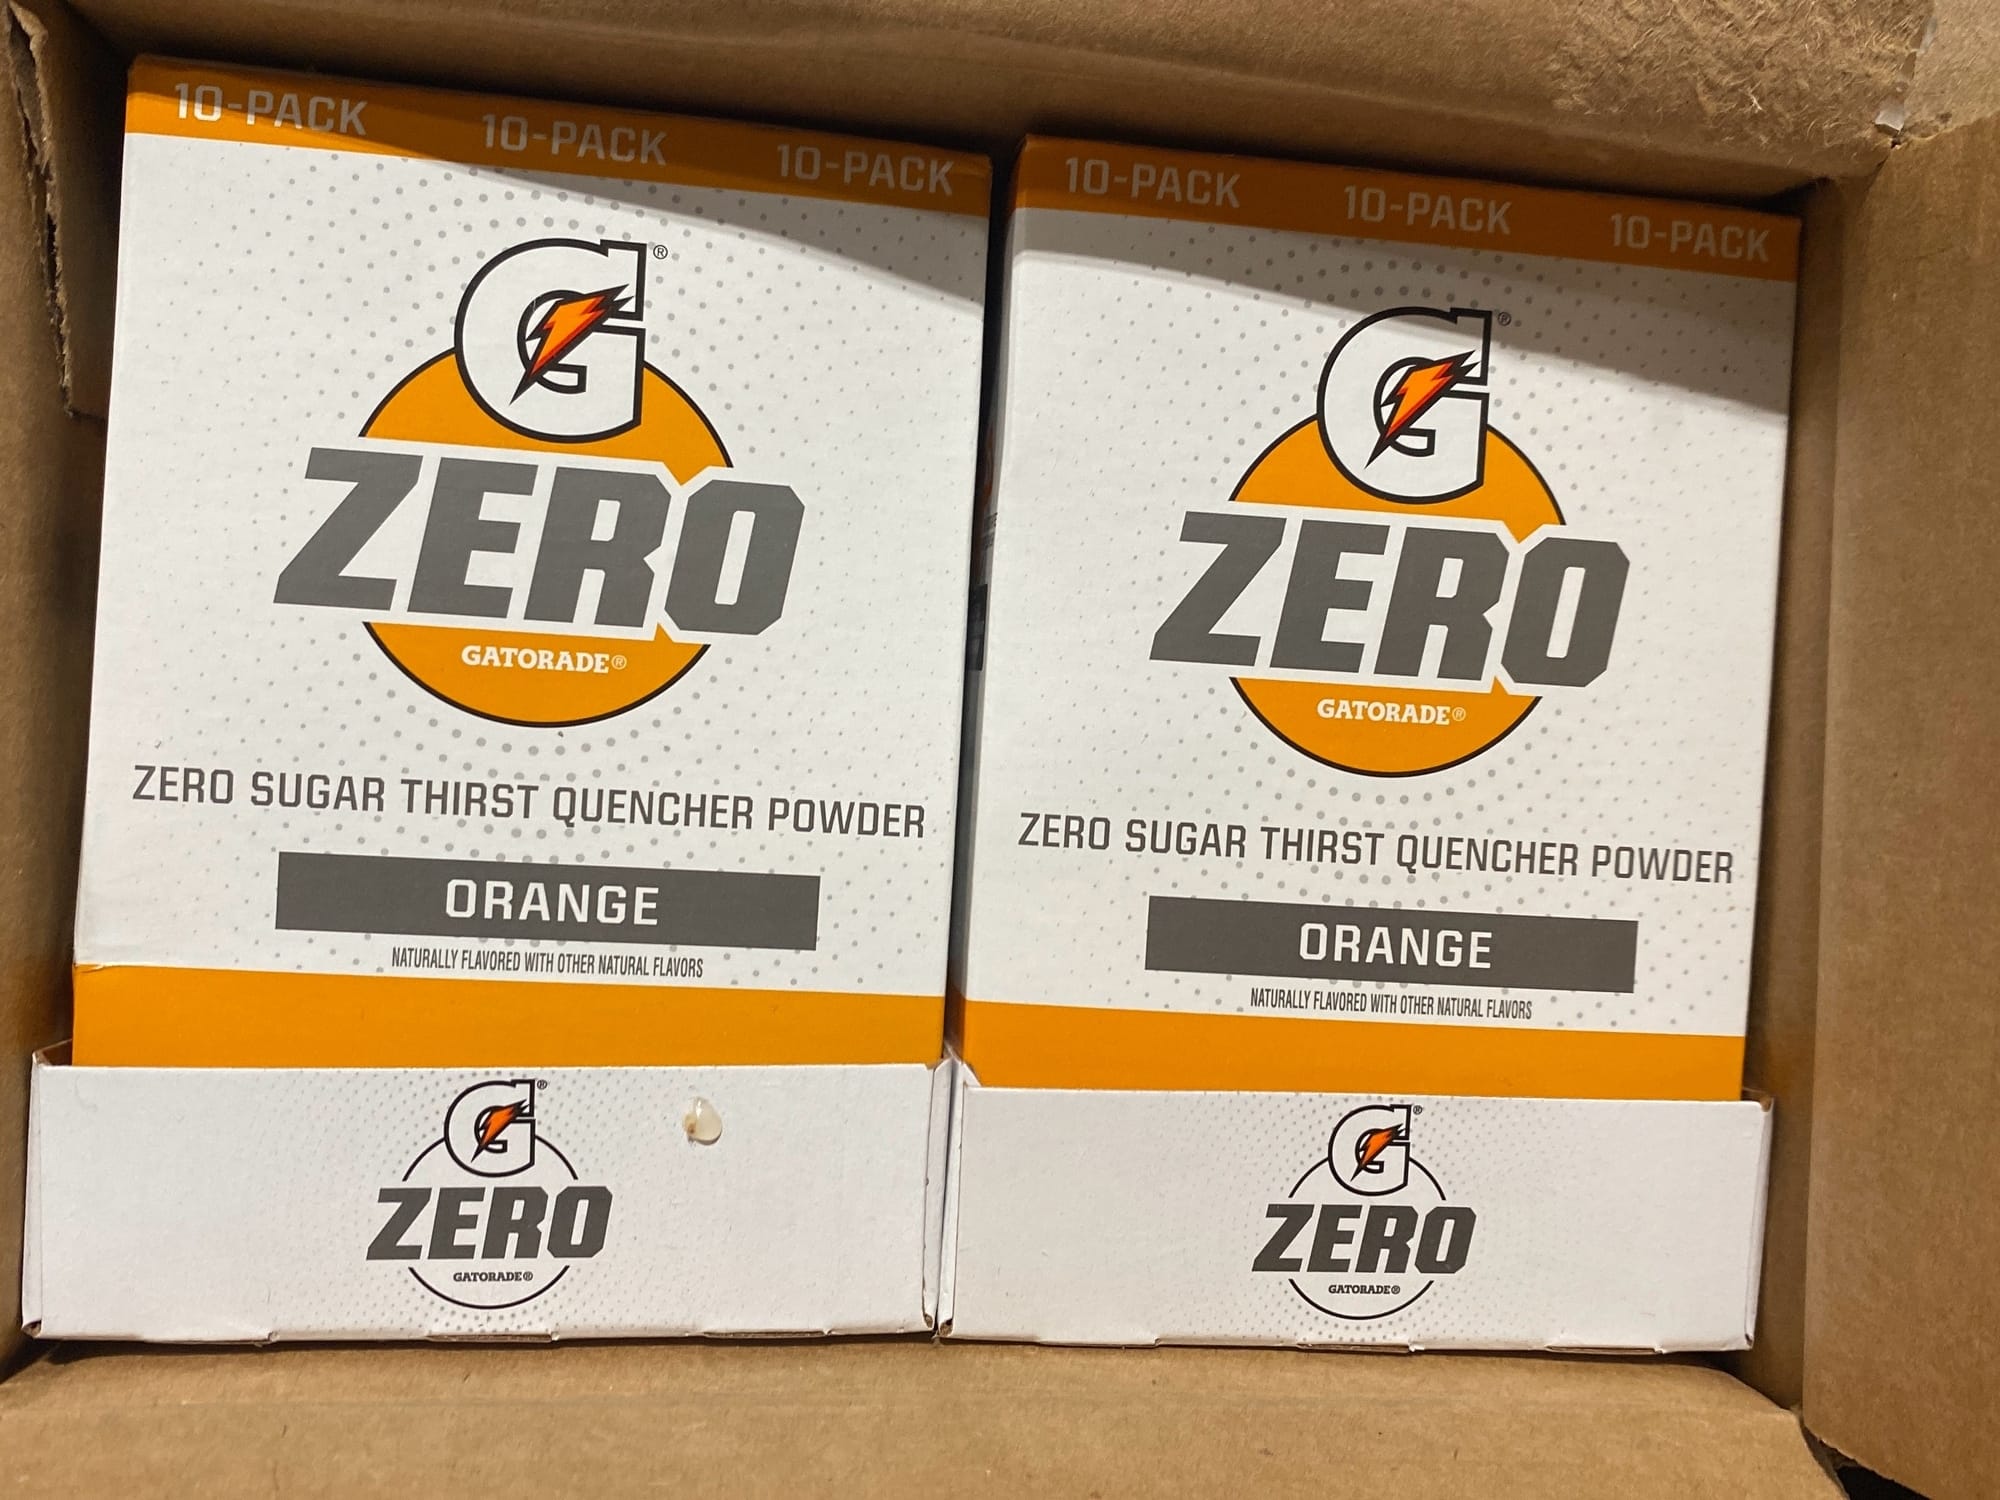 10-PACK 10-PACK 10-PACK
G®
ZERO
GATORADE®
ZERO SUGAR THIRST QUENCHER POWDER
ORANGE
NATURALLY FLAVORED WITH OTHER NATURAL FLAVORS
G®
ZERO
GATORADE®
10-PACK 10-PACK 10-PACK
G®
ZERO
GATORADE®
ZERO SUGAR THIRST QUENCHER POWDER
ORANGE
NATURALLY FLAVORED WITH OTHER NATURAL FLAVORS
G®
ZERO
GATORADE®